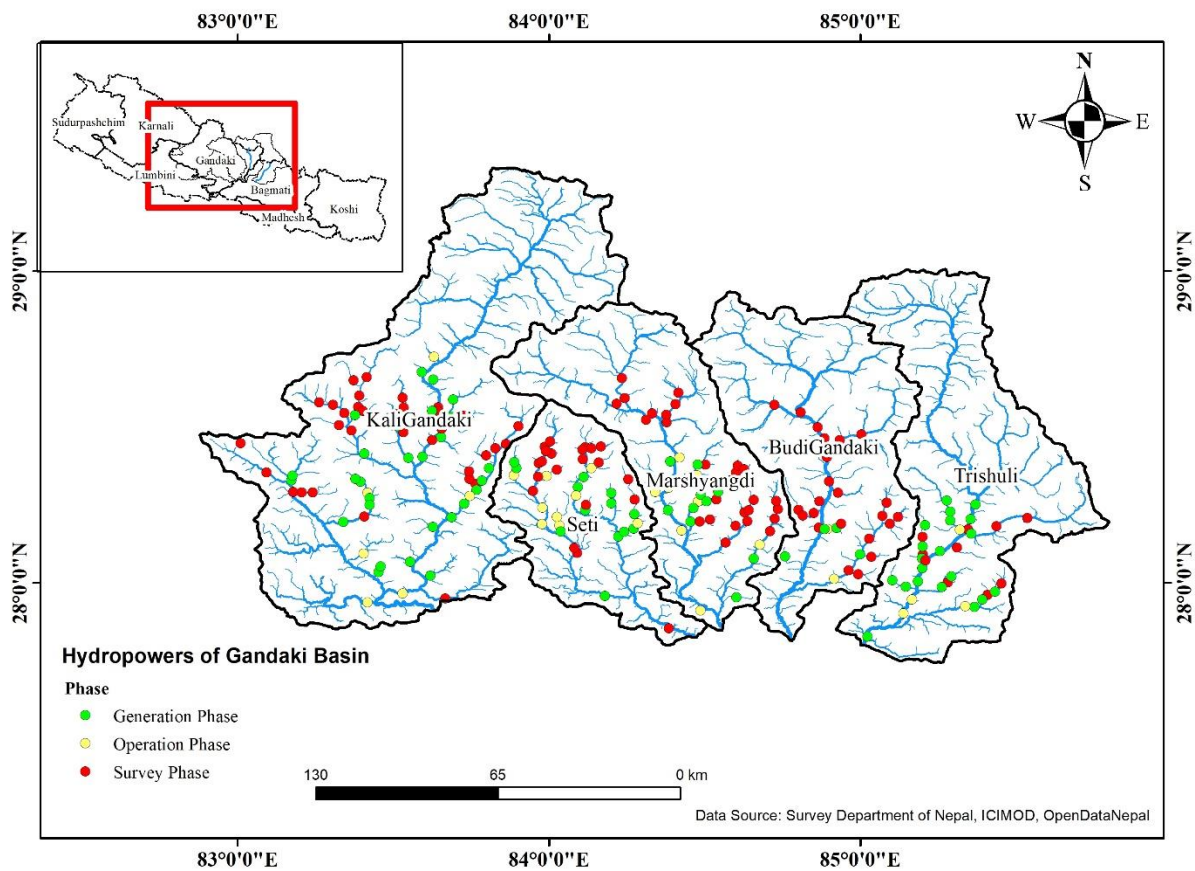 83°0'0"E
84°0'0"E
85°0'0"E
29°0'0"N
28°0'0"N
29°0'0"N
28°0'0"N
Sudurpashchim
Karnali
Gandaki
Lumbini
Bagmati
Madhesh
Koshi
N
W
E
S
KaliGandaki
BudiGandaki
Trishuli
Marshyangdi
Seti
Hydropowers of Gandaki Basin
Phase
Generation Phase
Operation Phase
Survey Phase
130
65
0 km
Data Source: Survey Department of Nepal, ICIMOD, OpenDataNepal
83°0'0"E
84°0'0"E
85°0'0"E